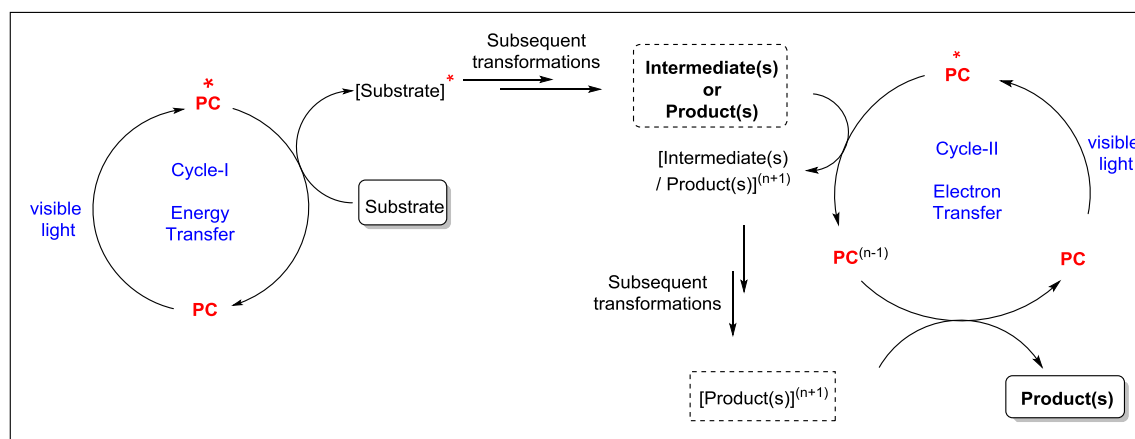 *
PC
Cycle-I
Energy
Transfer
visible
light
PC
[Substrate]*
Substrate
Subsequent
transformations
Intermediate(s)
or
Product(s)
[Intermediate(s)
/ Product(s)](n+1)
Subsequent
transformations
[Product(s)](n+1)
*
PC
Cycle-II
Electron
Transfer
visible
light
PC(n-1)
PC
Product(s)